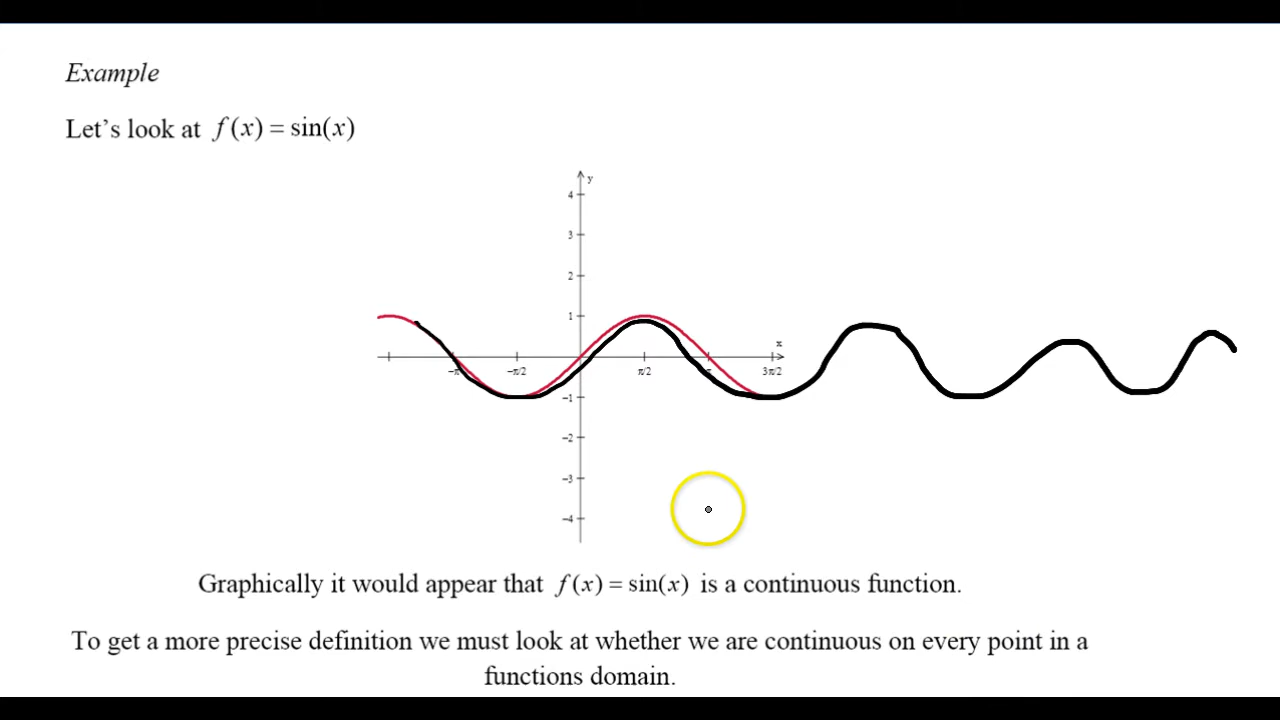 Example
Let’s look at f(x) = sin(x)
y
4
3
2
1
x
−π −π/2 π/2 3π/2
−1
−2
−3
−4
Graphically it would appear that f(x) = sin(x) is a continuous function.
To get a more precise definition we must look at whether we are continuous on every point in a
functions domain.